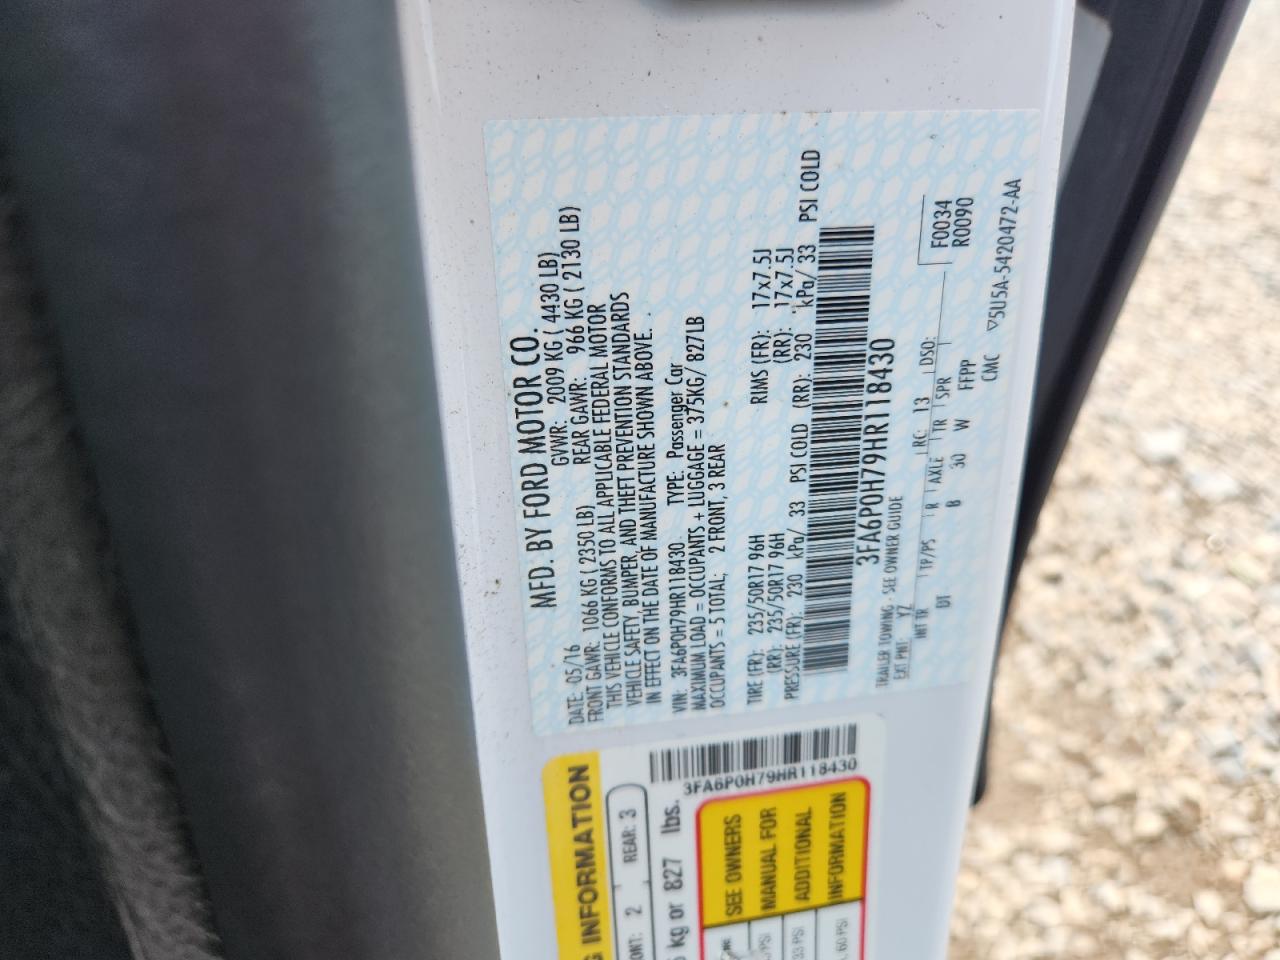 MFD. BY FORD MOTOR CO.
DATE: 05/16 GVWR: 2009 KG ( 4430 LB)
FRONT GAWR: 1066 KG ( 2350 LB) REAR GAWR: 966 KG ( 2130 LB)
THIS VEHICLE CONFORMS TO ALL APPLICABLE FEDERAL MOTOR
VEHICLE SAFETY, BUMPER, AND THEFT PREVENTION STANDARDS
IN EFFECT ON THE DATE OF MANUFACTURE SHOWN ABOVE.
VIN: 3FA6P0H79HR118430 TYPE: Passenger Car
MAXIMUM LOAD = OCCUPANTS + LUGGAGE = 375KG/ 827LB
OCCUPANTS = 5 TOTAL; 2 FRONT, 3 REAR
TIRE (FR): 235/50R17 96H RIMS (FR): 17x7.5J
(RR): 235/50R17 96H (RR): 17x7.5J
PRESSURE (FR): 230 kPa/ 33 PSI COLD (RR): 230 kPa/ 33 PSI COLD
3FA6P0H79HR118430
TRAILER TOWING - SEE OWNER GUIDE
EXT PNT: YZ RC: 13 DSO: F0034
INT TR TP/PS R AXLE TR SPR R0090
DT B 30 W FFPP
CMC ▽5U5A-5420472-AA
3FA6P0H79HR118430
INFORMATION
2 REAR: 3
kg or 827 lbs.
SEE OWNERS
MANUAL FOR
ADDITIONAL
INFORMATION
33 PSI
60 PSI